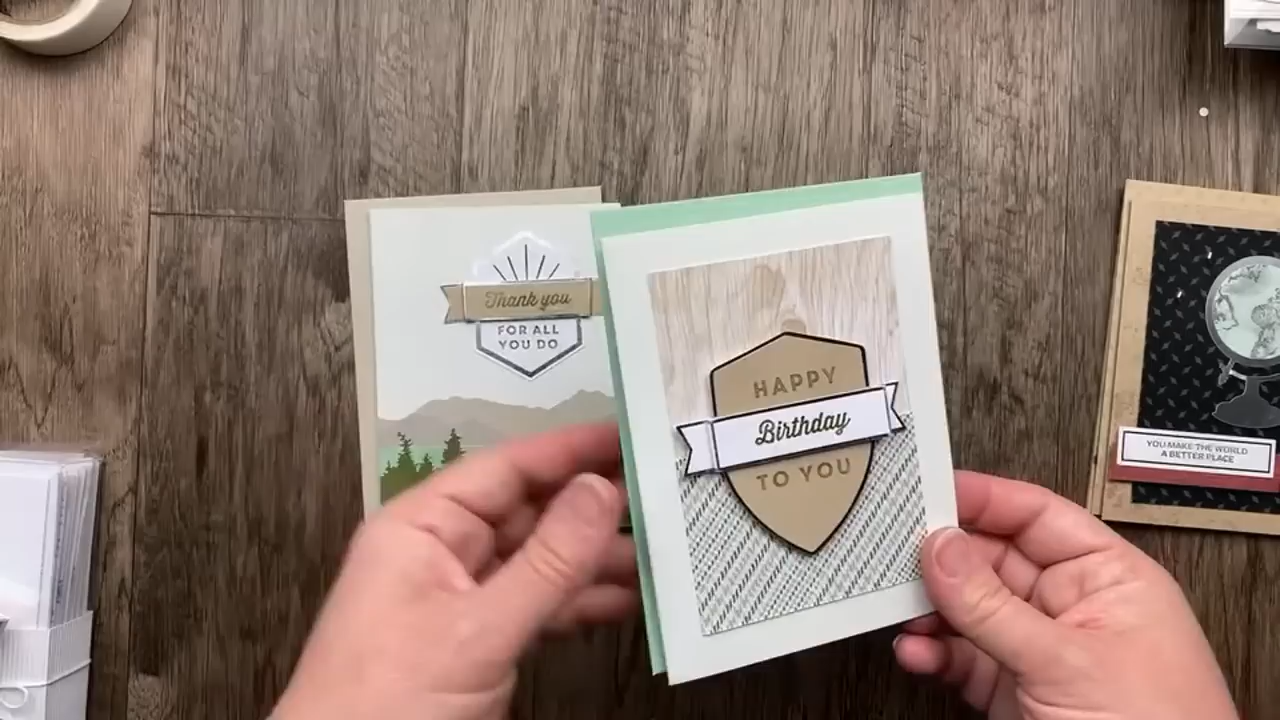 Thank you
FOR ALL
YOU DO
HAPPY
Birthday
TO YOU
YOU MAKE THE WORLD
A BETTER PLACE